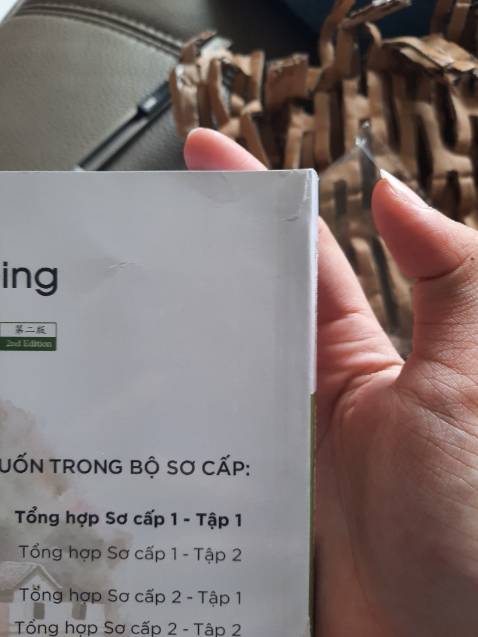 ing
第二版
2nd Edition
UỐN TRONG BỘ SƠ CẤP:
Tổng hợp Sơ cấp 1 - Tập 1
Tổng hợp Sơ cấp 1 - Tập 2
Tổng hợp Sơ cấp 2 - Tập 1
Tổng hợp Sơ cấp 2 - Tập 2